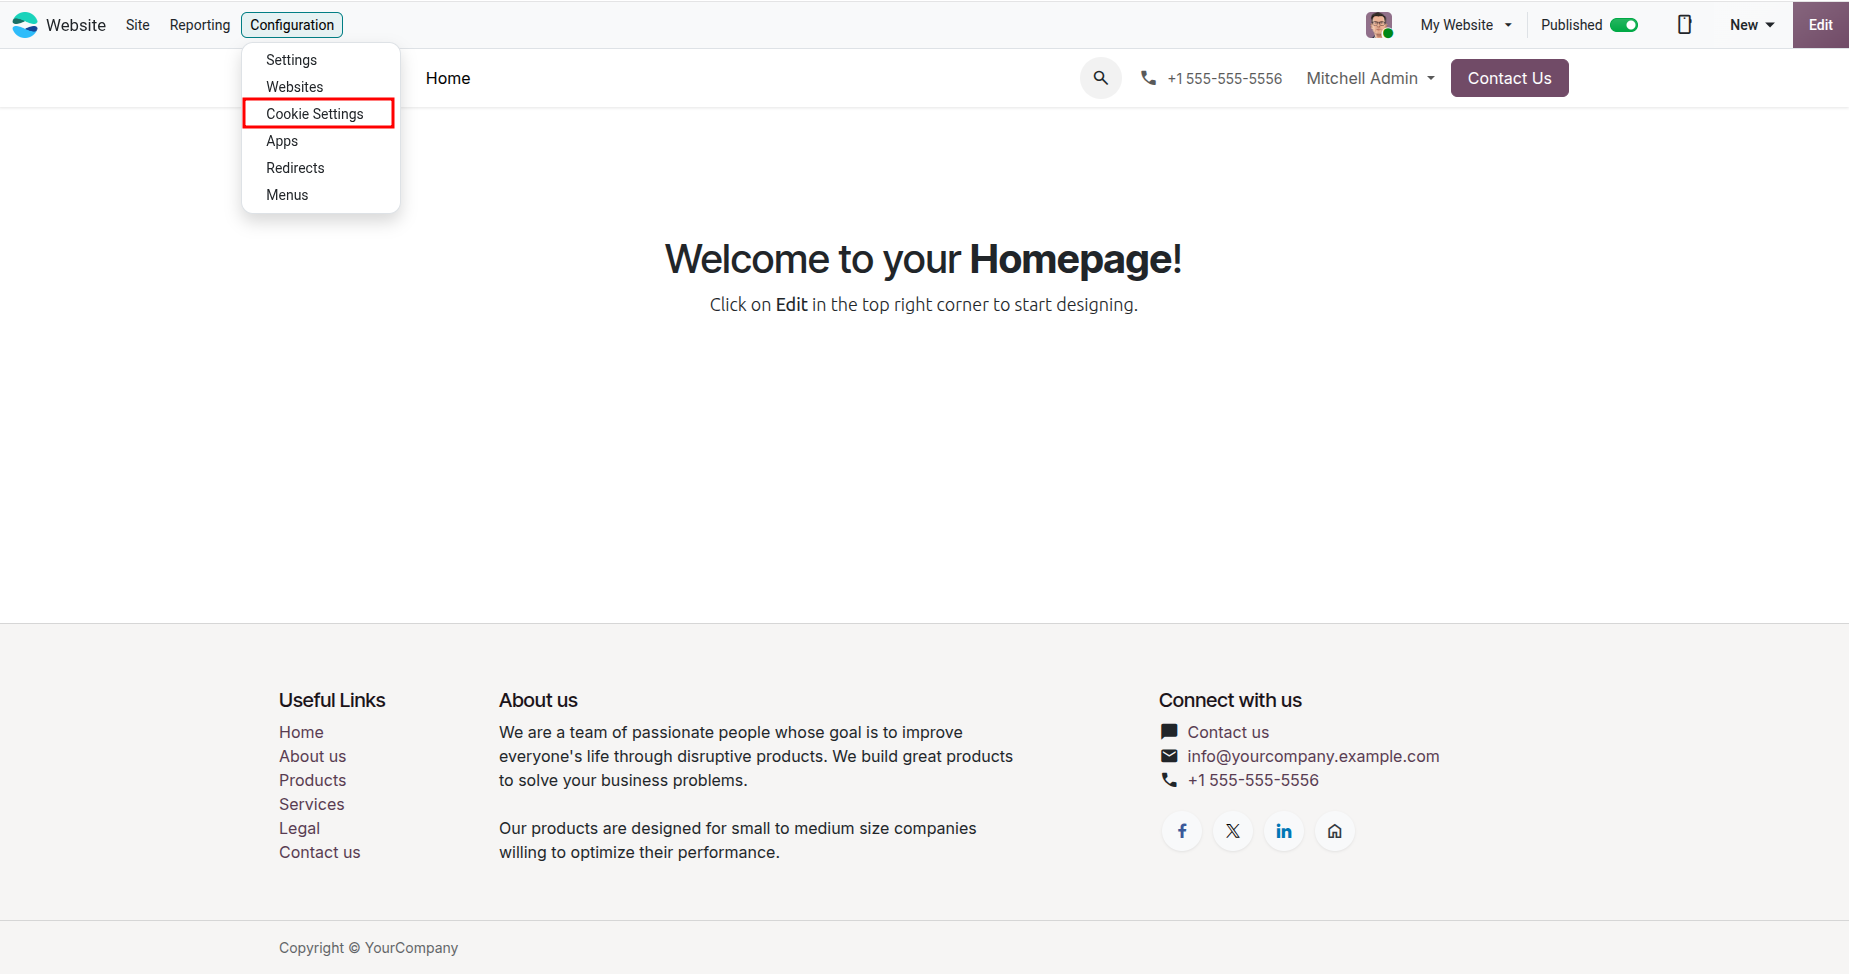 Website Site Reporting Configuration My Website Published New Edit
Settings
Websites
Cookie Settings
Apps
Redirects
Menus
Home +1 555-555-5556 Mitchell Admin Contact Us
Welcome to your Homepage!
Click on Edit in the top right corner to start designing.
Useful Links
Home
About us
Products
Services
Legal
Contact us
About us
We are a team of passionate people whose goal is to improve
everyone's life through disruptive products. We build great products
to solve your business problems.
Our products are designed for small to medium size companies
willing to optimize their performance.
Connect with us
Contact us
info@yourcompany.example.com
+1 555-555-5556
Copyright © YourCompany